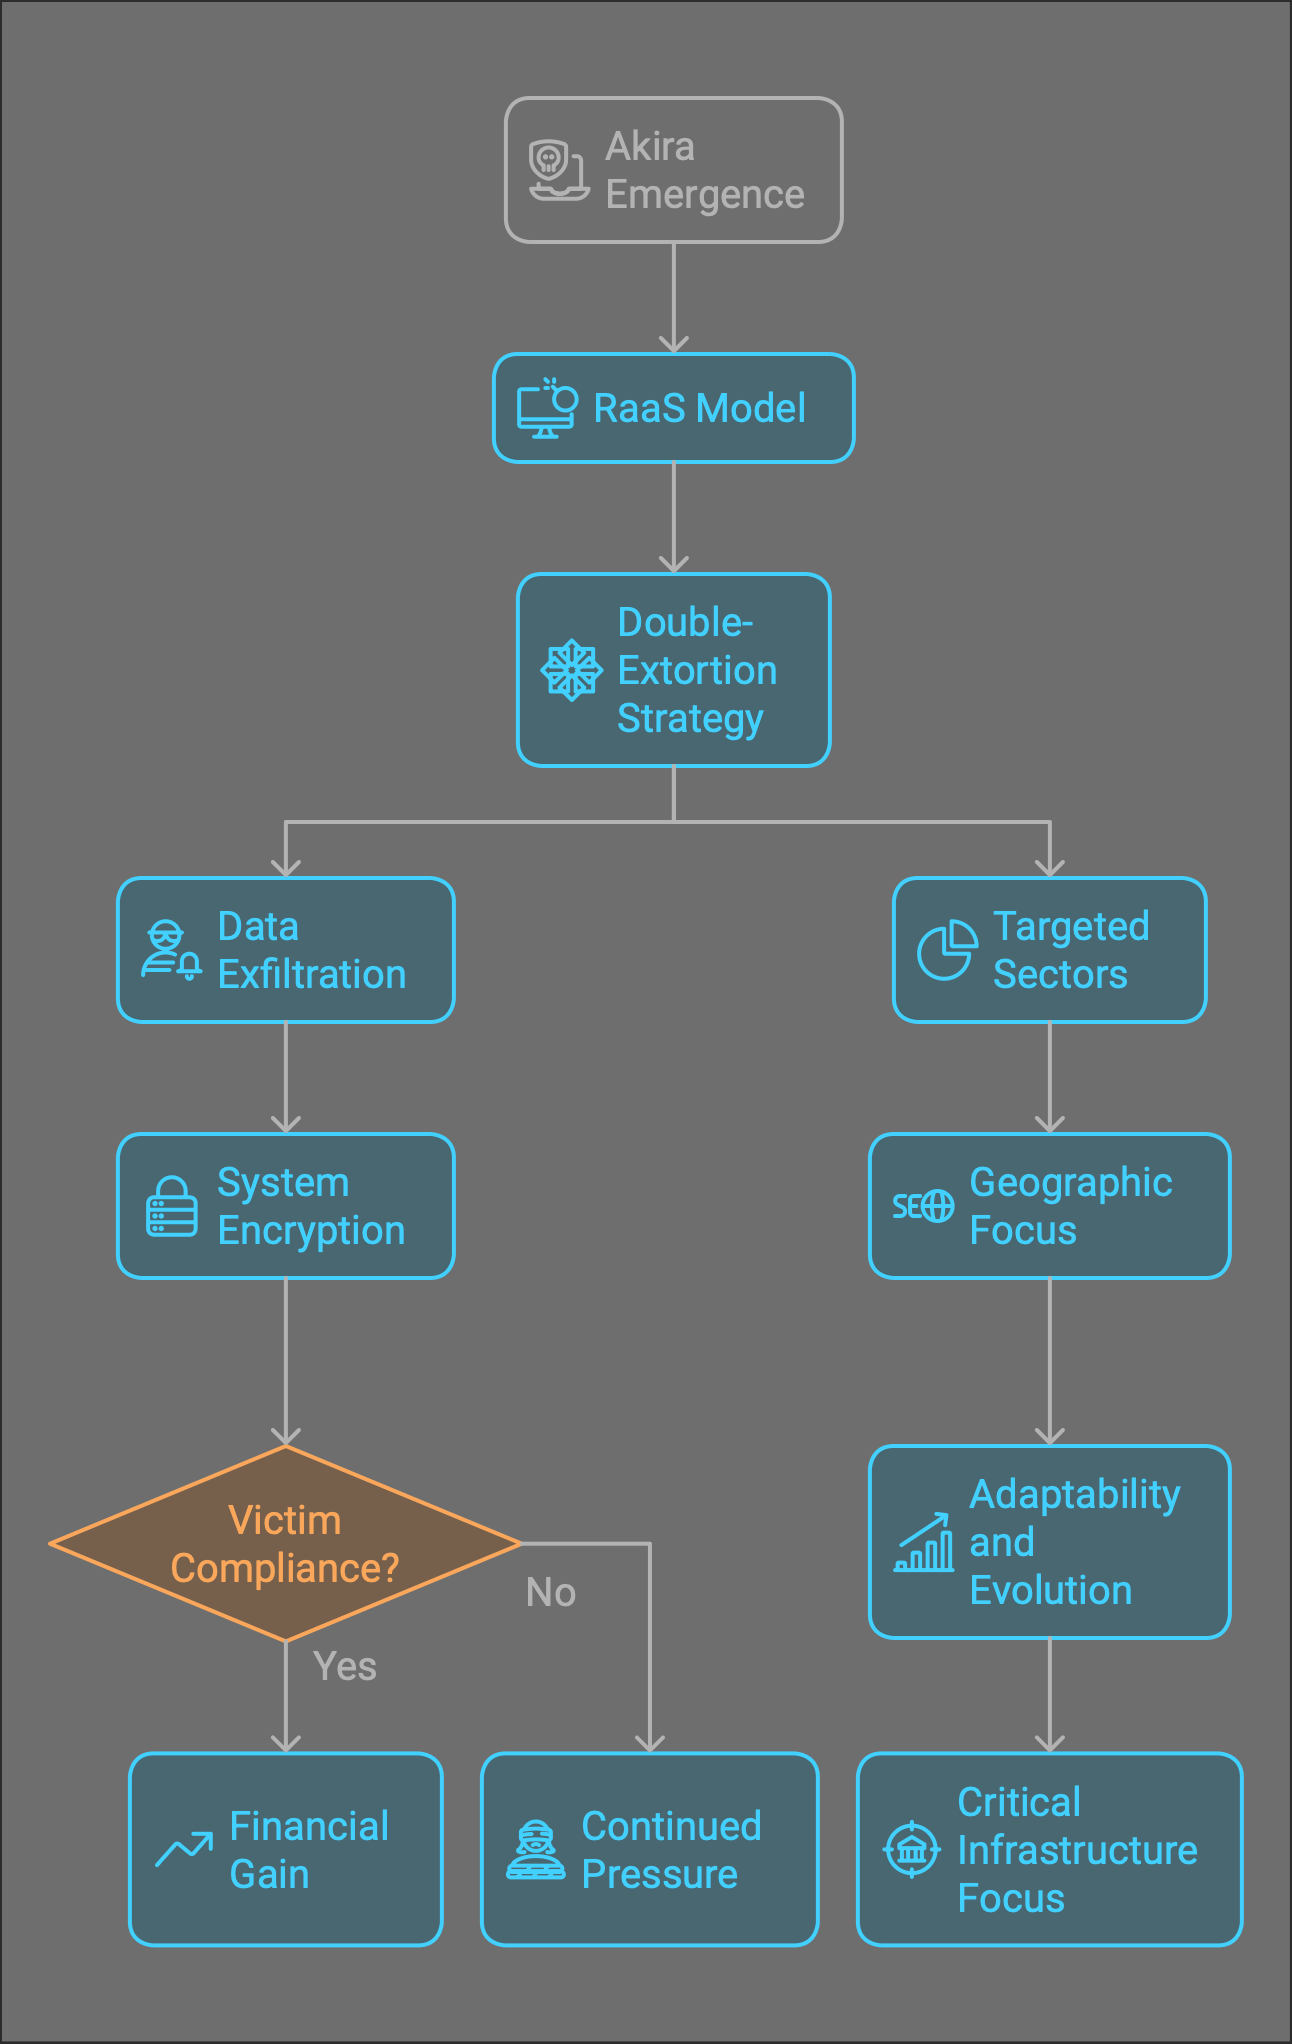 Akira
Emergence
RaaS Model
Double-
Extortion
Strategy
Data
Exfiltration
Targeted
Sectors
System
Encryption
SEO
Geographic
Focus
Victim
Compliance?
No
Yes
Adaptability
and
Evolution
Financial
Gain
Continued
Pressure
Critical
Infrastructure
Focus